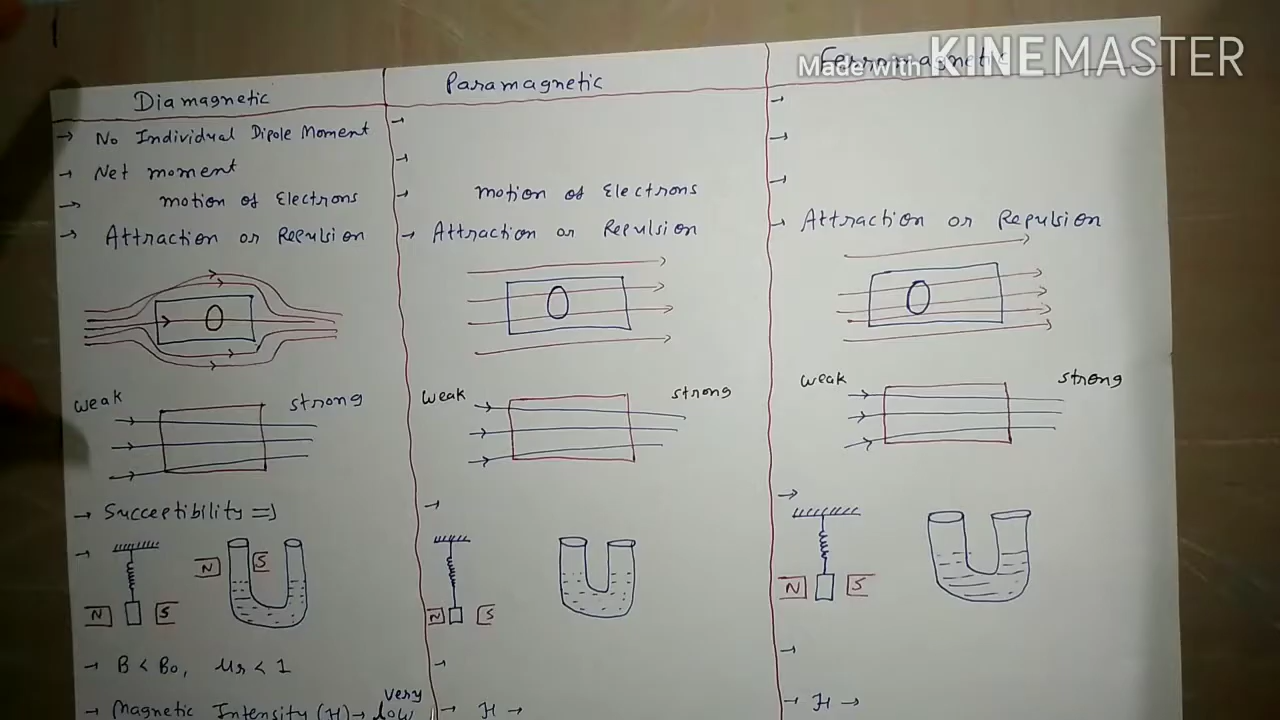 Made with KINEMASTER
Diamagnetic
→ No Individual Dipole Moment
→ Net moment
→ motion of Electrons
→ Attraction or Repulsion
weak strong
→ Succeptibility =>
→
N S
N S
→ B < B₀, μr < 1
→ Magnetic Intensity (H) → very low
Paramagnetic
→
→
→ motion of Electrons
→ Attraction or Repulsion
weak strong
→
N S
→
→ H →
Ferromagnetic
→
→
→
→ Attraction or Repulsion
weak strong
→
N S
→
→ H →